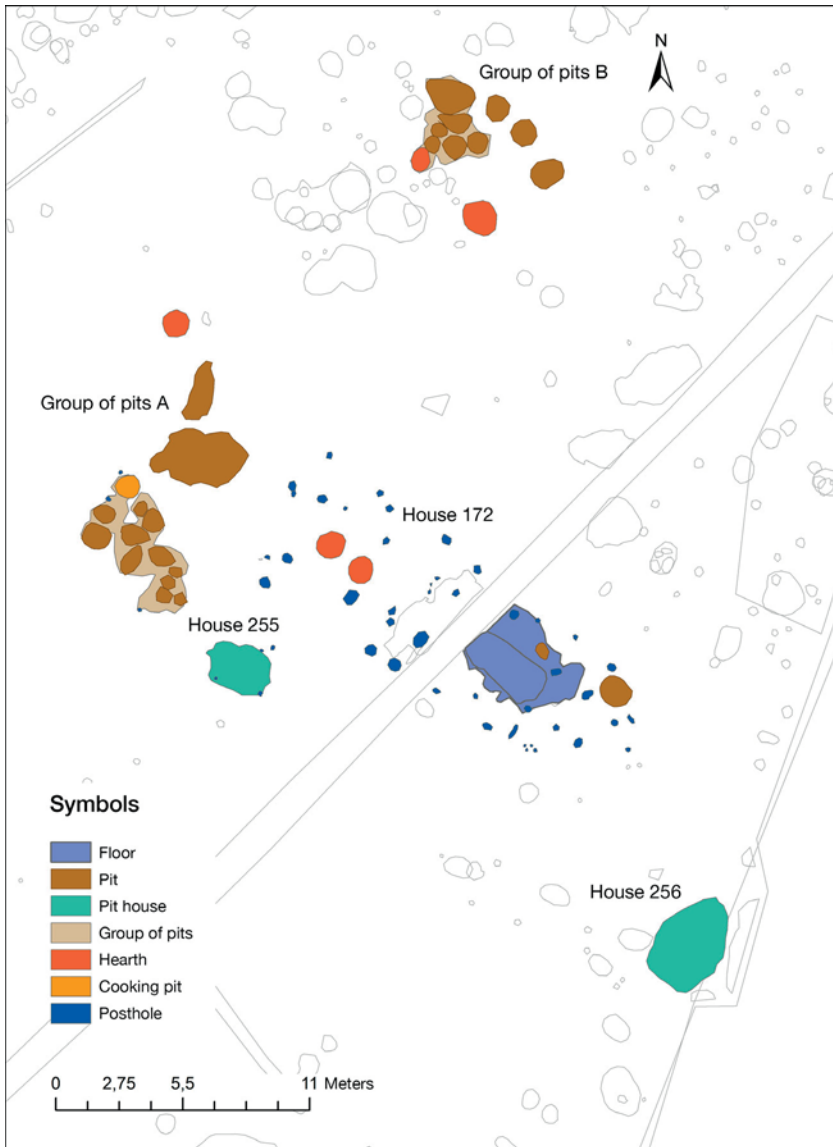 Group of pits B
N
Group of pits A
House 172
House 255
House 256
Symbols
Floor
Pit
Pit house
Group of pits
Hearth
Cooking pit
Posthole
0 2,75 5,5 11 Meters